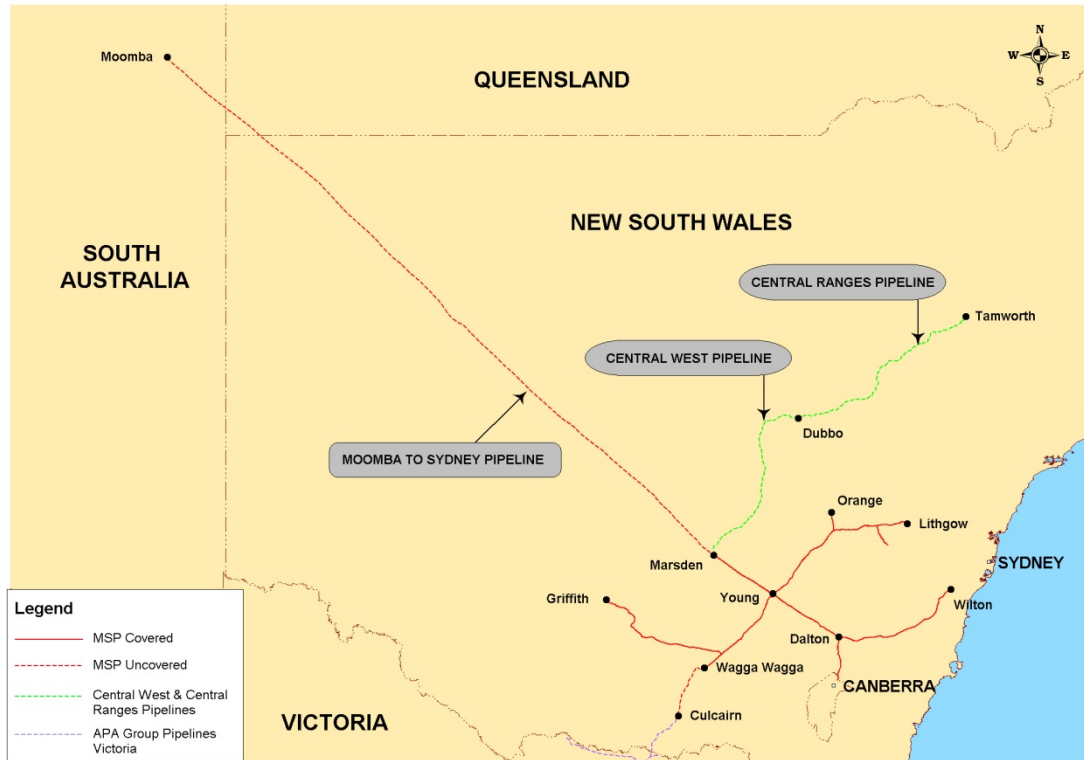 N
W
E
S
Moomba
QUEENSLAND
NEW SOUTH WALES
SOUTH
AUSTRALIA
CENTRAL RANGES PIPELINE
Tamworth
CENTRAL WEST PIPELINE
Dubbo
MOOMBA TO SYDNEY PIPELINE
Orange
Lithgow
Marsden
SYDNEY
Young
Griffith
Wilton
Dalton
Wagga Wagga
CANBERRA
Culcairn
VICTORIA
Legend
MSP Covered
MSP Uncovered
Central West & Central
Ranges Pipelines
APA Group Pipelines
Victoria